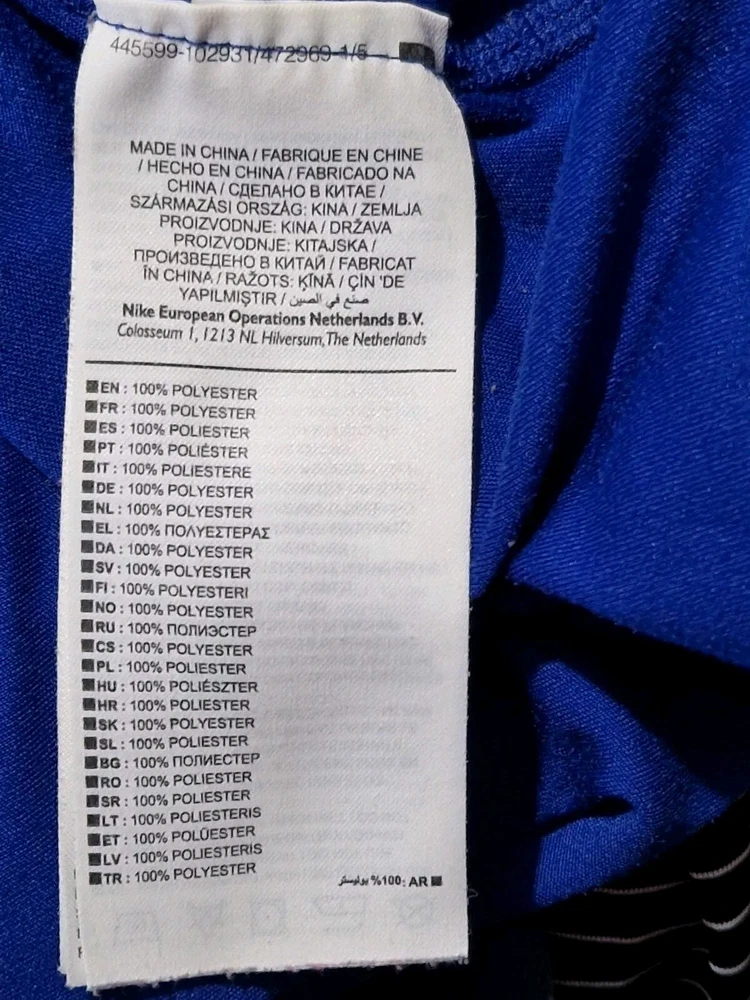 445599-102931/472969-1/5
MADE IN CHINA / FABRIQUE EN CHINE
/ HECHO EN CHINA / FABRICADO NA
CHINA / СДЕЛАНО В КИТАЕ /
SZÁRMAZÁSI ORSZÁG: KINA / ZEMLJA
PROIZVODNJE: KINA / DRŽAVA
PROIZVODNJE: KITAJSKA /
ПРОИЗВЕДЕНО В КИТАЙ / FABRICAT
ÎN CHINA / RAŽOTS: ĶĪNĀ / ÇİN 'DE
YAPILMIŞTIR / صنع في الصين
Nike European Operations Netherlands B.V.
Colosseum 1, 1213 NL Hilversum, The Netherlands
EN : 100% POLYESTER
FR : 100% POLYESTER
ES : 100% POLIESTER
PT : 100% POLIÉSTER
IT : 100% POLIESTERE
DE : 100% POLYESTER
NL : 100% POLYESTER
EL : 100% ΠΟΛΥΕΣΤΕΡΑΣ
DA : 100% POLYESTER
SV : 100% POLYESTER
FI : 100% POLYESTERI
NO : 100% POLYESTER
RU : 100% ПОЛИЭСТЕР
CS : 100% POLYESTER
PL : 100% POLIESTER
HU : 100% POLIÉSZTER
HR : 100% POLIESTER
SK : 100% POLYESTER
SL : 100% POLIESTER
BG : 100% ПОЛИЕСТЕР
RO : 100% POLIESTER
SR : 100% POLIESTER
LT : 100% POLIESTERIS
ET : 100% POLÜESTER
LV : 100% POLIESTERIS
TR : 100% POLYESTER
AR :100% بوليستر